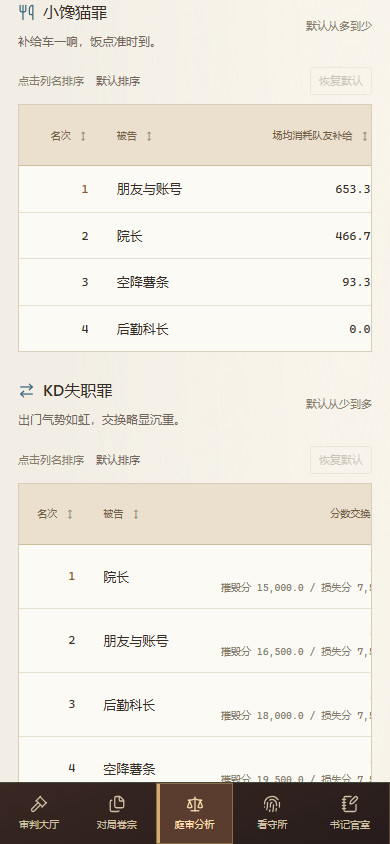 小馋猫罪
默认从多到少
补给车一响，饭点准时到。
点击列名排序 默认排序 恢复默认
名次 ↕ 被告 ↕ 场均消耗队友补给 ↕
1 朋友与账号 653.3
2 院长 466.7
3 空降薯条 93.3
4 后勤科长 0.0
KD失职罪
默认从少到多
出门气势如虹，交换略显沉重。
点击列名排序 默认排序 恢复默认
名次 ↕ 被告 ↕ 分数交换
1 院长
摧毁分 15,000.0 / 损失分 7,
2 朋友与账号
摧毁分 16,500.0 / 损失分 7,
3 后勤科长
摧毁分 18,000.0 / 损失分 7,
4 空降薯条
摧毁分 19,500.0 / 损失分 7,
审判大厅 对局卷宗 庭审分析 看守所 书记官室